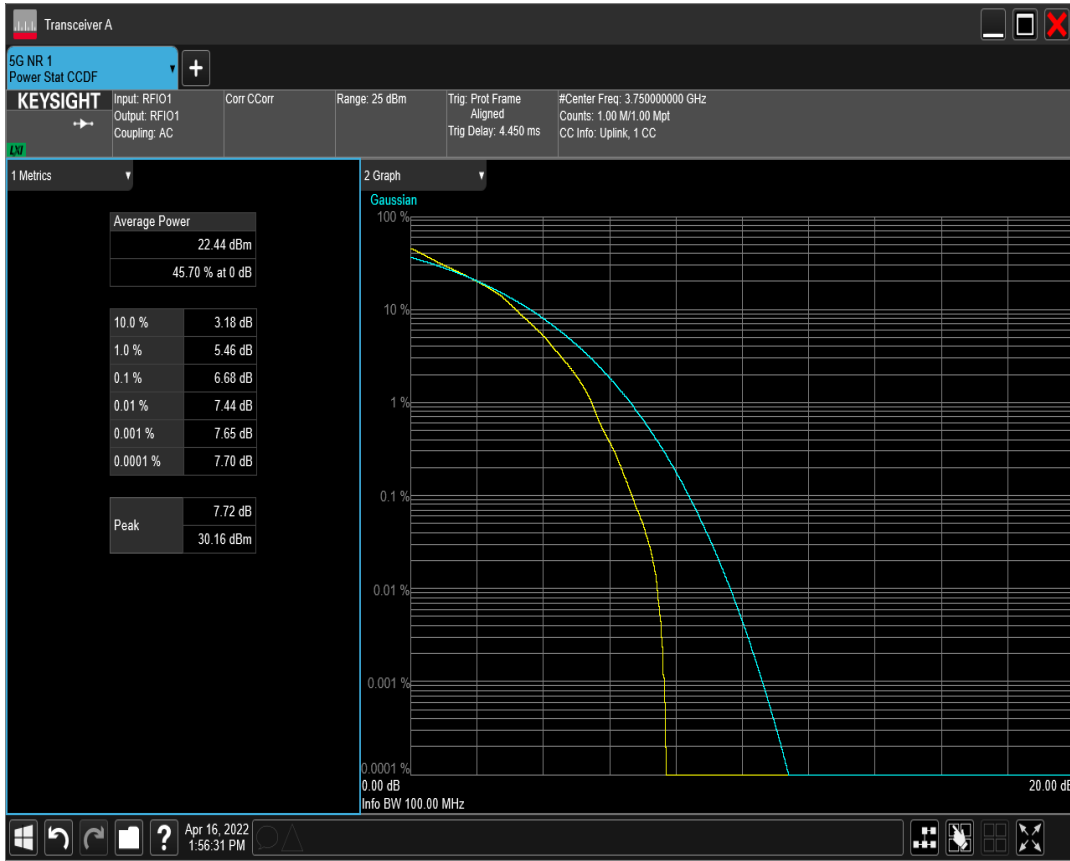 Transceiver A
5G NR 1
Power Stat CCDF
KEYSIGHT
LXI
Input: RFIO1
Output: RFIO1
Coupling: AC
Corr CCorr
Range: 25 dBm
Trig: Prot Frame
Aligned
Trig Delay: 4.450 ms
#Center Freq: 3.750000000 GHz
Counts: 1.00 M/1.00 Mpt
CC Info: Uplink, 1 CC
1 Metrics
Average Power
22.44 dBm
45.70 % at 0 dB
10.0 % 3.18 dB
1.0 % 5.46 dB
0.1 % 6.68 dB
0.01 % 7.44 dB
0.001 % 7.65 dB
0.0001 % 7.70 dB
Peak
7.72 dB
30.16 dBm
2 Graph
Gaussian
100 %
10 %
1 %
0.1 %
0.01 %
0.001 %
0.0001 %
0.00 dB
20.00 dB
Info BW 100.00 MHz
?
Apr 16, 2022
1:56:31 PM